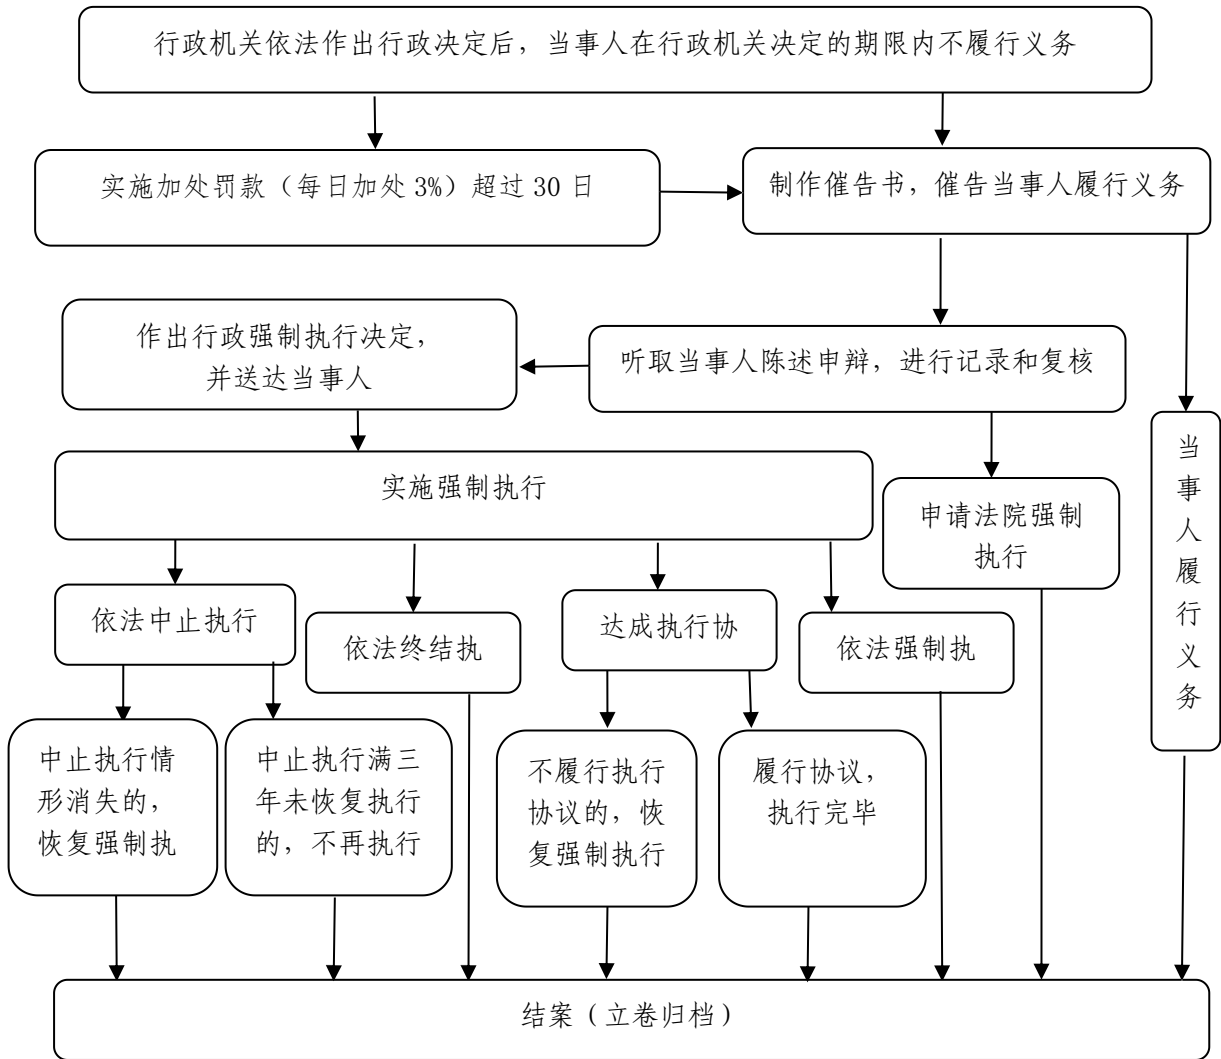 行政机关依法作出行政决定后，当事人在行政机关决定的期限内不履行义务
实施加处罚款（每日加处 3%）超过 30 日
制作催告书，催告当事人履行义务
作出行政强制执行决定，
并送达当事人
听取当事人陈述申辩，进行记录和复核
当事人履行义务
实施强制执行
申请法院强制
执行
依法中止执行
依法终结执
达成执行协
依法强制执
中止执行情
形消失的，
恢复强制执
中止执行满三
年未恢复执行
的，不再执行
不履行执行
协议的，恢
复强制执行
履行协议，
执行完毕
结案（立卷归档）